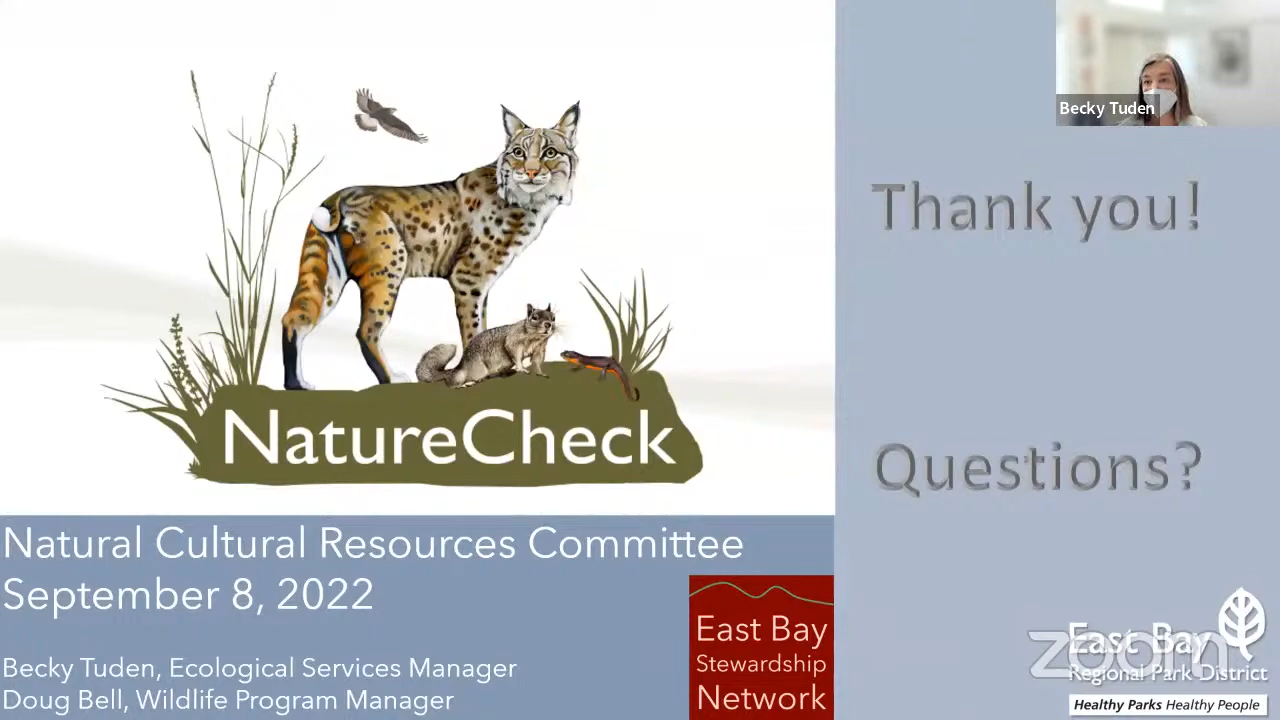 Becky Tuden
Thank you!
NatureCheck
Questions?
Natural Cultural Resources Committee
September 8, 2022
Becky Tuden, Ecological Services Manager
Doug Bell, Wildlife Program Manager
East Bay
Stewardship
Network
East Bay
Regional Park District
Healthy Parks Healthy People
zoom